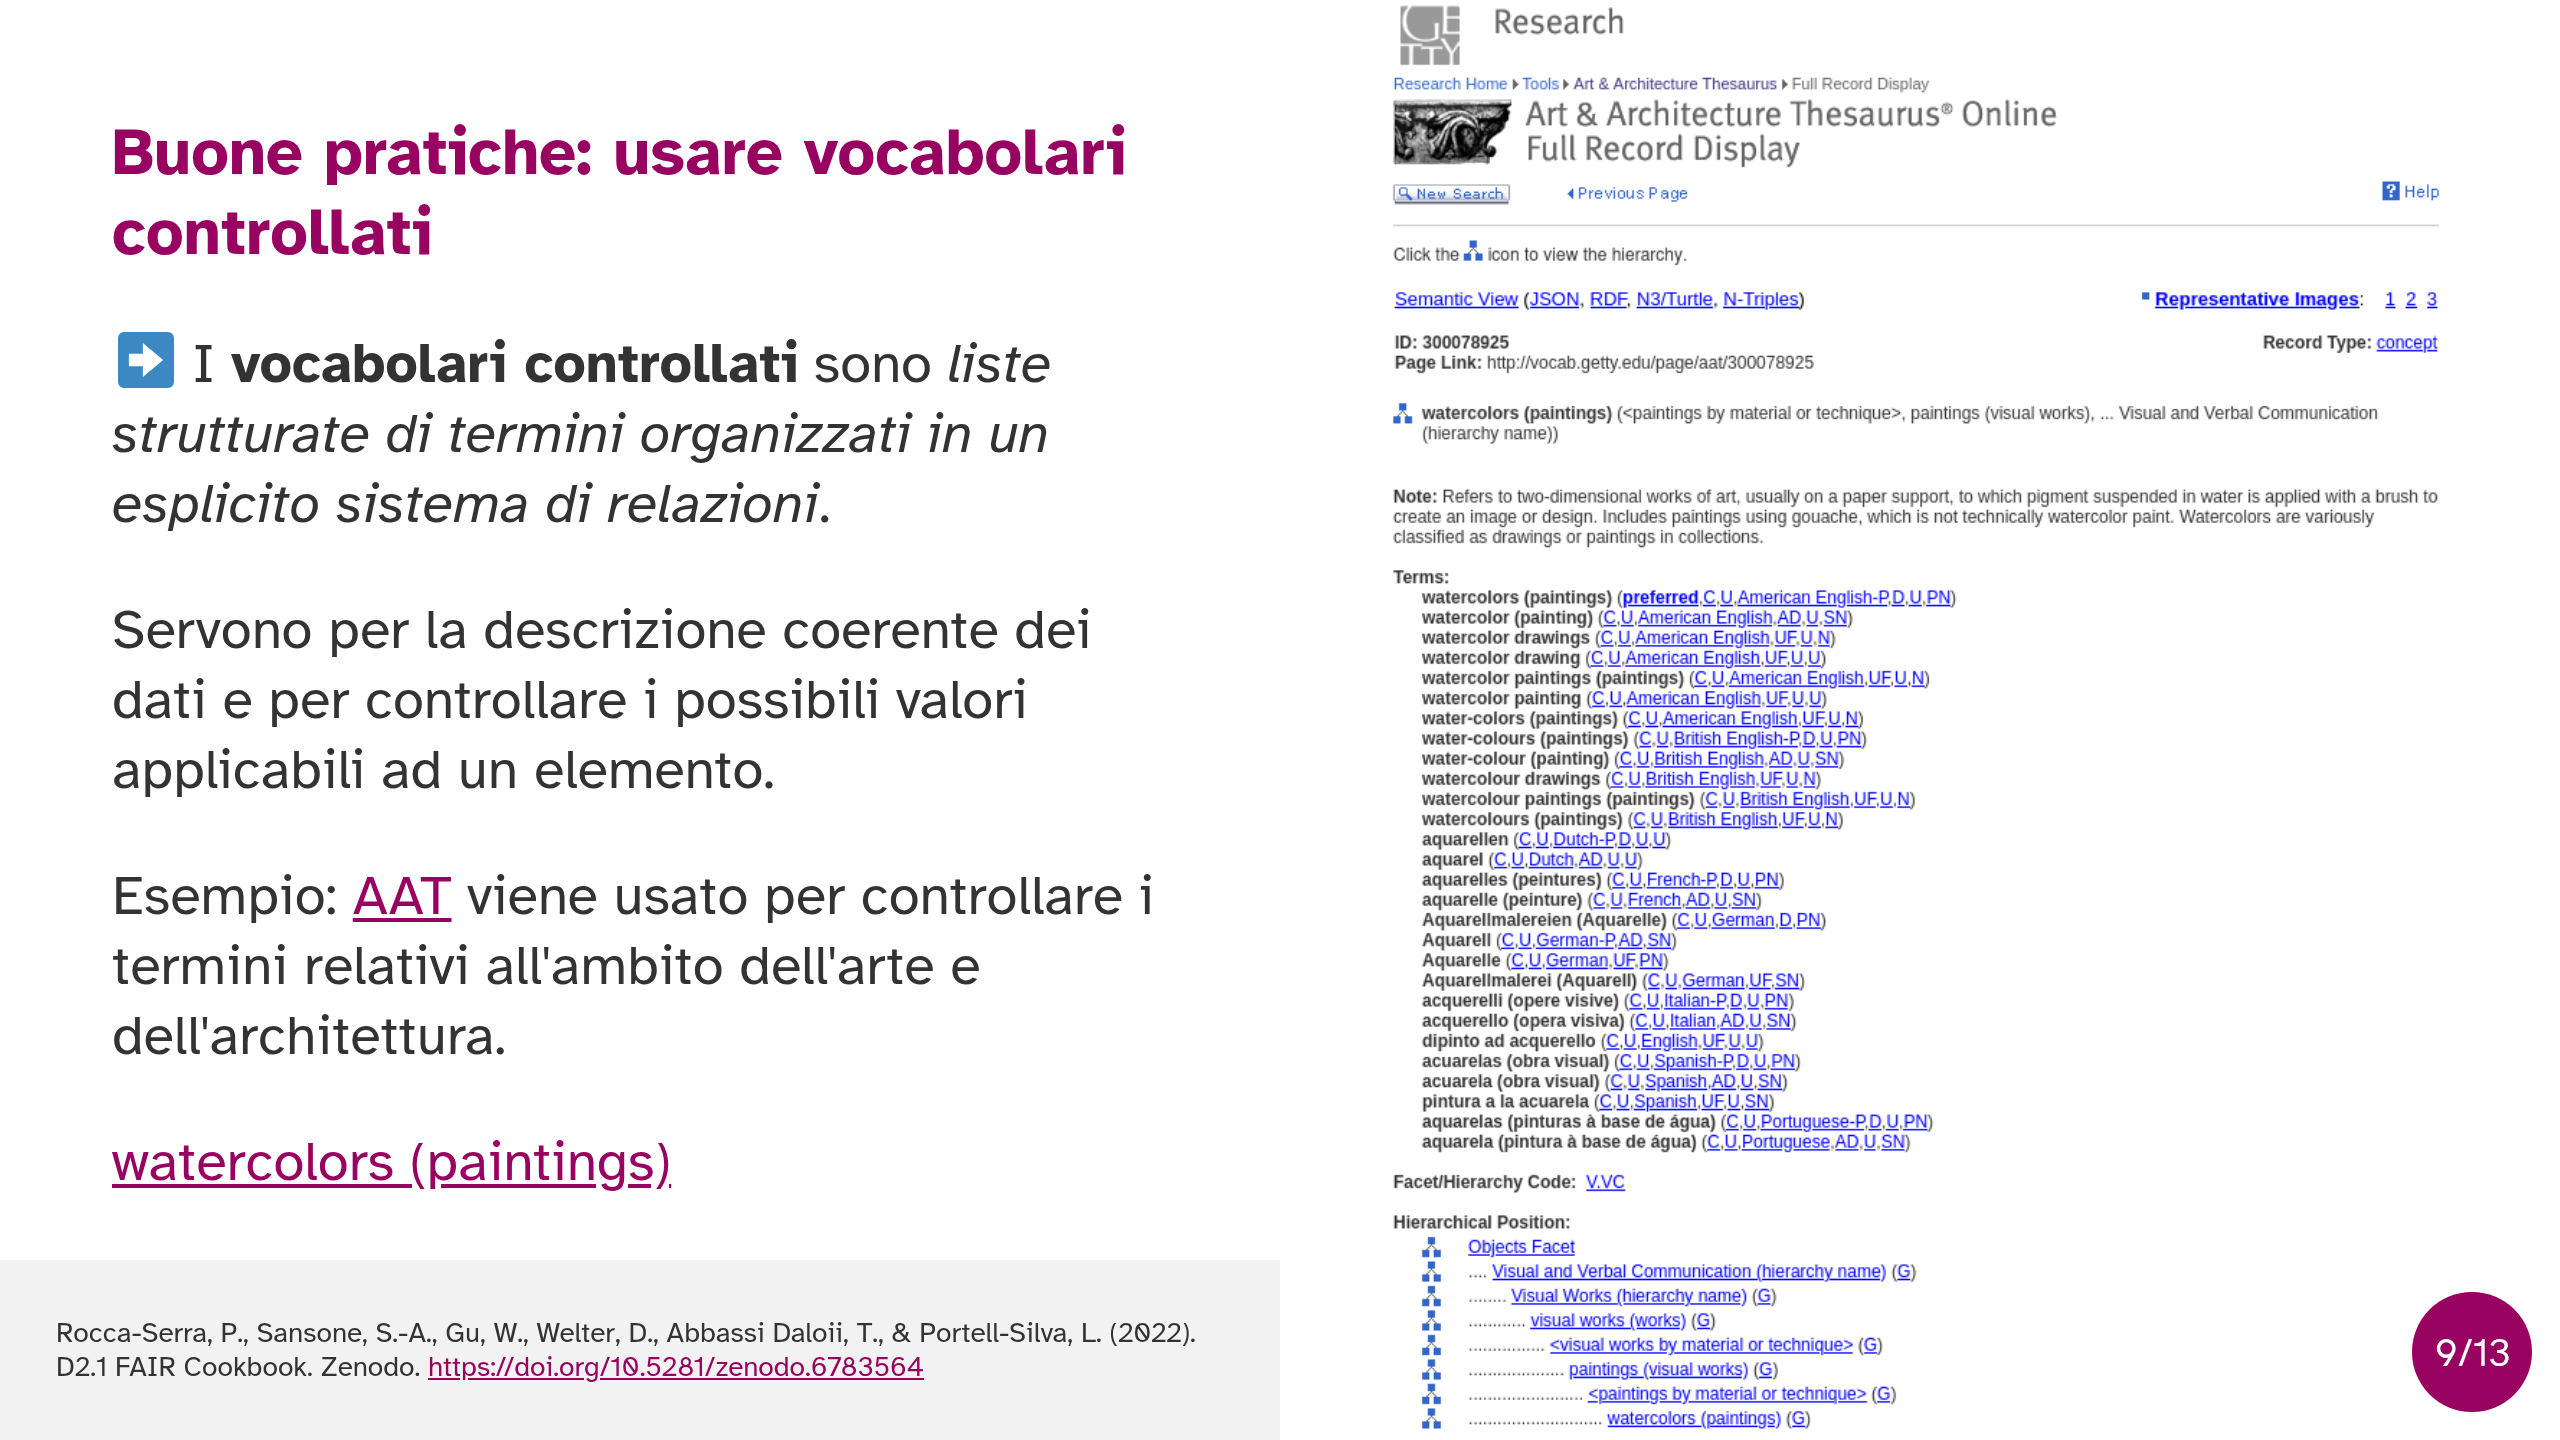 Buone pratiche: usare vocabolari
controllati
➡ I vocabolari controllati sono liste
strutturate di termini organizzati in un
esplicito sistema di relazioni.
Servono per la descrizione coerente dei
dati e per controllare i possibili valori
applicabili ad un elemento.
Esempio: AAT viene usato per controllare i
termini relativi all'ambito dell'arte e
dell'architettura.
watercolors (paintings)
Rocca-Serra, P., Sansone, S.-A., Gu, W., Welter, D., Abbassi Daloii, T., & Portell-Silva, L. (2022).
D2.1 FAIR Cookbook. Zenodo. https://doi.org/10.5281/zenodo.6783564
GETTY Research
Research Home Tools Art & Architecture Thesaurus Full Record Display
Art & Architecture Thesaurus® Online
Full Record Display
New Search Previous Page ? Help
Click the icon to view the hierarchy.
Semantic View (JSON, RDF, N3/Turtle, N-Triples) Representative Images: 1 2 3
ID: 300078925 Record Type: concept
Page Link: http://vocab.getty.edu/page/aat/300078925
watercolors (paintings) (<paintings by material or technique>, paintings (visual works), ... Visual and Verbal Communication
(hierarchy name))
Note: Refers to two-dimensional works of art, usually on a paper support, to which pigment suspended in water is applied with a brush to
create an image or design. Includes paintings using gouache, which is not technically watercolor paint. Watercolors are variously
classified as drawings or paintings in collections.
Terms:
watercolors (paintings) (preferred,C,U,American English-P,D,U,PN)
watercolor (painting) (C,U,American English,AD,U,SN)
watercolor drawings (C,U,American English,UF,U,N)
watercolor drawing (C,U,American English,UF,U,U)
watercolor paintings (paintings) (C,U,American English,UF,U,N)
watercolor painting (C,U,American English,UF,U,U)
water-colors (paintings) (C,U,American English,UF,U,N)
water-colours (paintings) (C,U,British English-P,D,U,PN)
water-colour (painting) (C,U,British English,AD,U,SN)
watercolour drawings (C,U,British English,UF,U,N)
watercolour paintings (paintings) (C,U,British English,UF,U,N)
watercolours (paintings) (C,U,British English,UF,U,N)
aquarellen (C,U,Dutch-P,D,U,U)
aquarel (C,U,Dutch,AD,U,U)
aquarelles (peintures) (C,U,French-P,D,U,PN)
aquarelle (peinture) (C,U,French,AD,U,SN)
Aquarellmalereien (Aquarelle) (C,U,German,D,PN)
Aquarell (C,U,German-P,AD,SN)
Aquarelle (C,U,German,UF,PN)
Aquarellmalerei (Aquarell) (C,U,German,UF,SN)
acquerelli (opere visive) (C,U,Italian-P,D,U,PN)
acquerello (opera visiva) (C,U,Italian,AD,U,SN)
dipinto ad acquerello (C,U,English,UF,U,U)
acuarelas (obra visual) (C,U,Spanish-P,D,U,PN)
acuarela (obra visual) (C,U,Spanish,AD,U,SN)
pintura a la acuarela (C,U,Spanish,UF,U,SN)
aquarelas (pinturas à base de água) (C,U,Portuguese-P,D,U,PN)
aquarela (pintura à base de água) (C,U,Portuguese,AD,U,SN)
Facet/Hierarchy Code: V.VC
Hierarchical Position:
Objects Facet
.... Visual and Verbal Communication (hierarchy name) (G)
........ Visual Works (hierarchy name) (G)
............ visual works (works) (G)
................ <visual works by material or technique> (G)
.................... paintings (visual works) (G)
........................ <paintings by material or technique> (G)
............................ watercolors (paintings) (G)
9/13